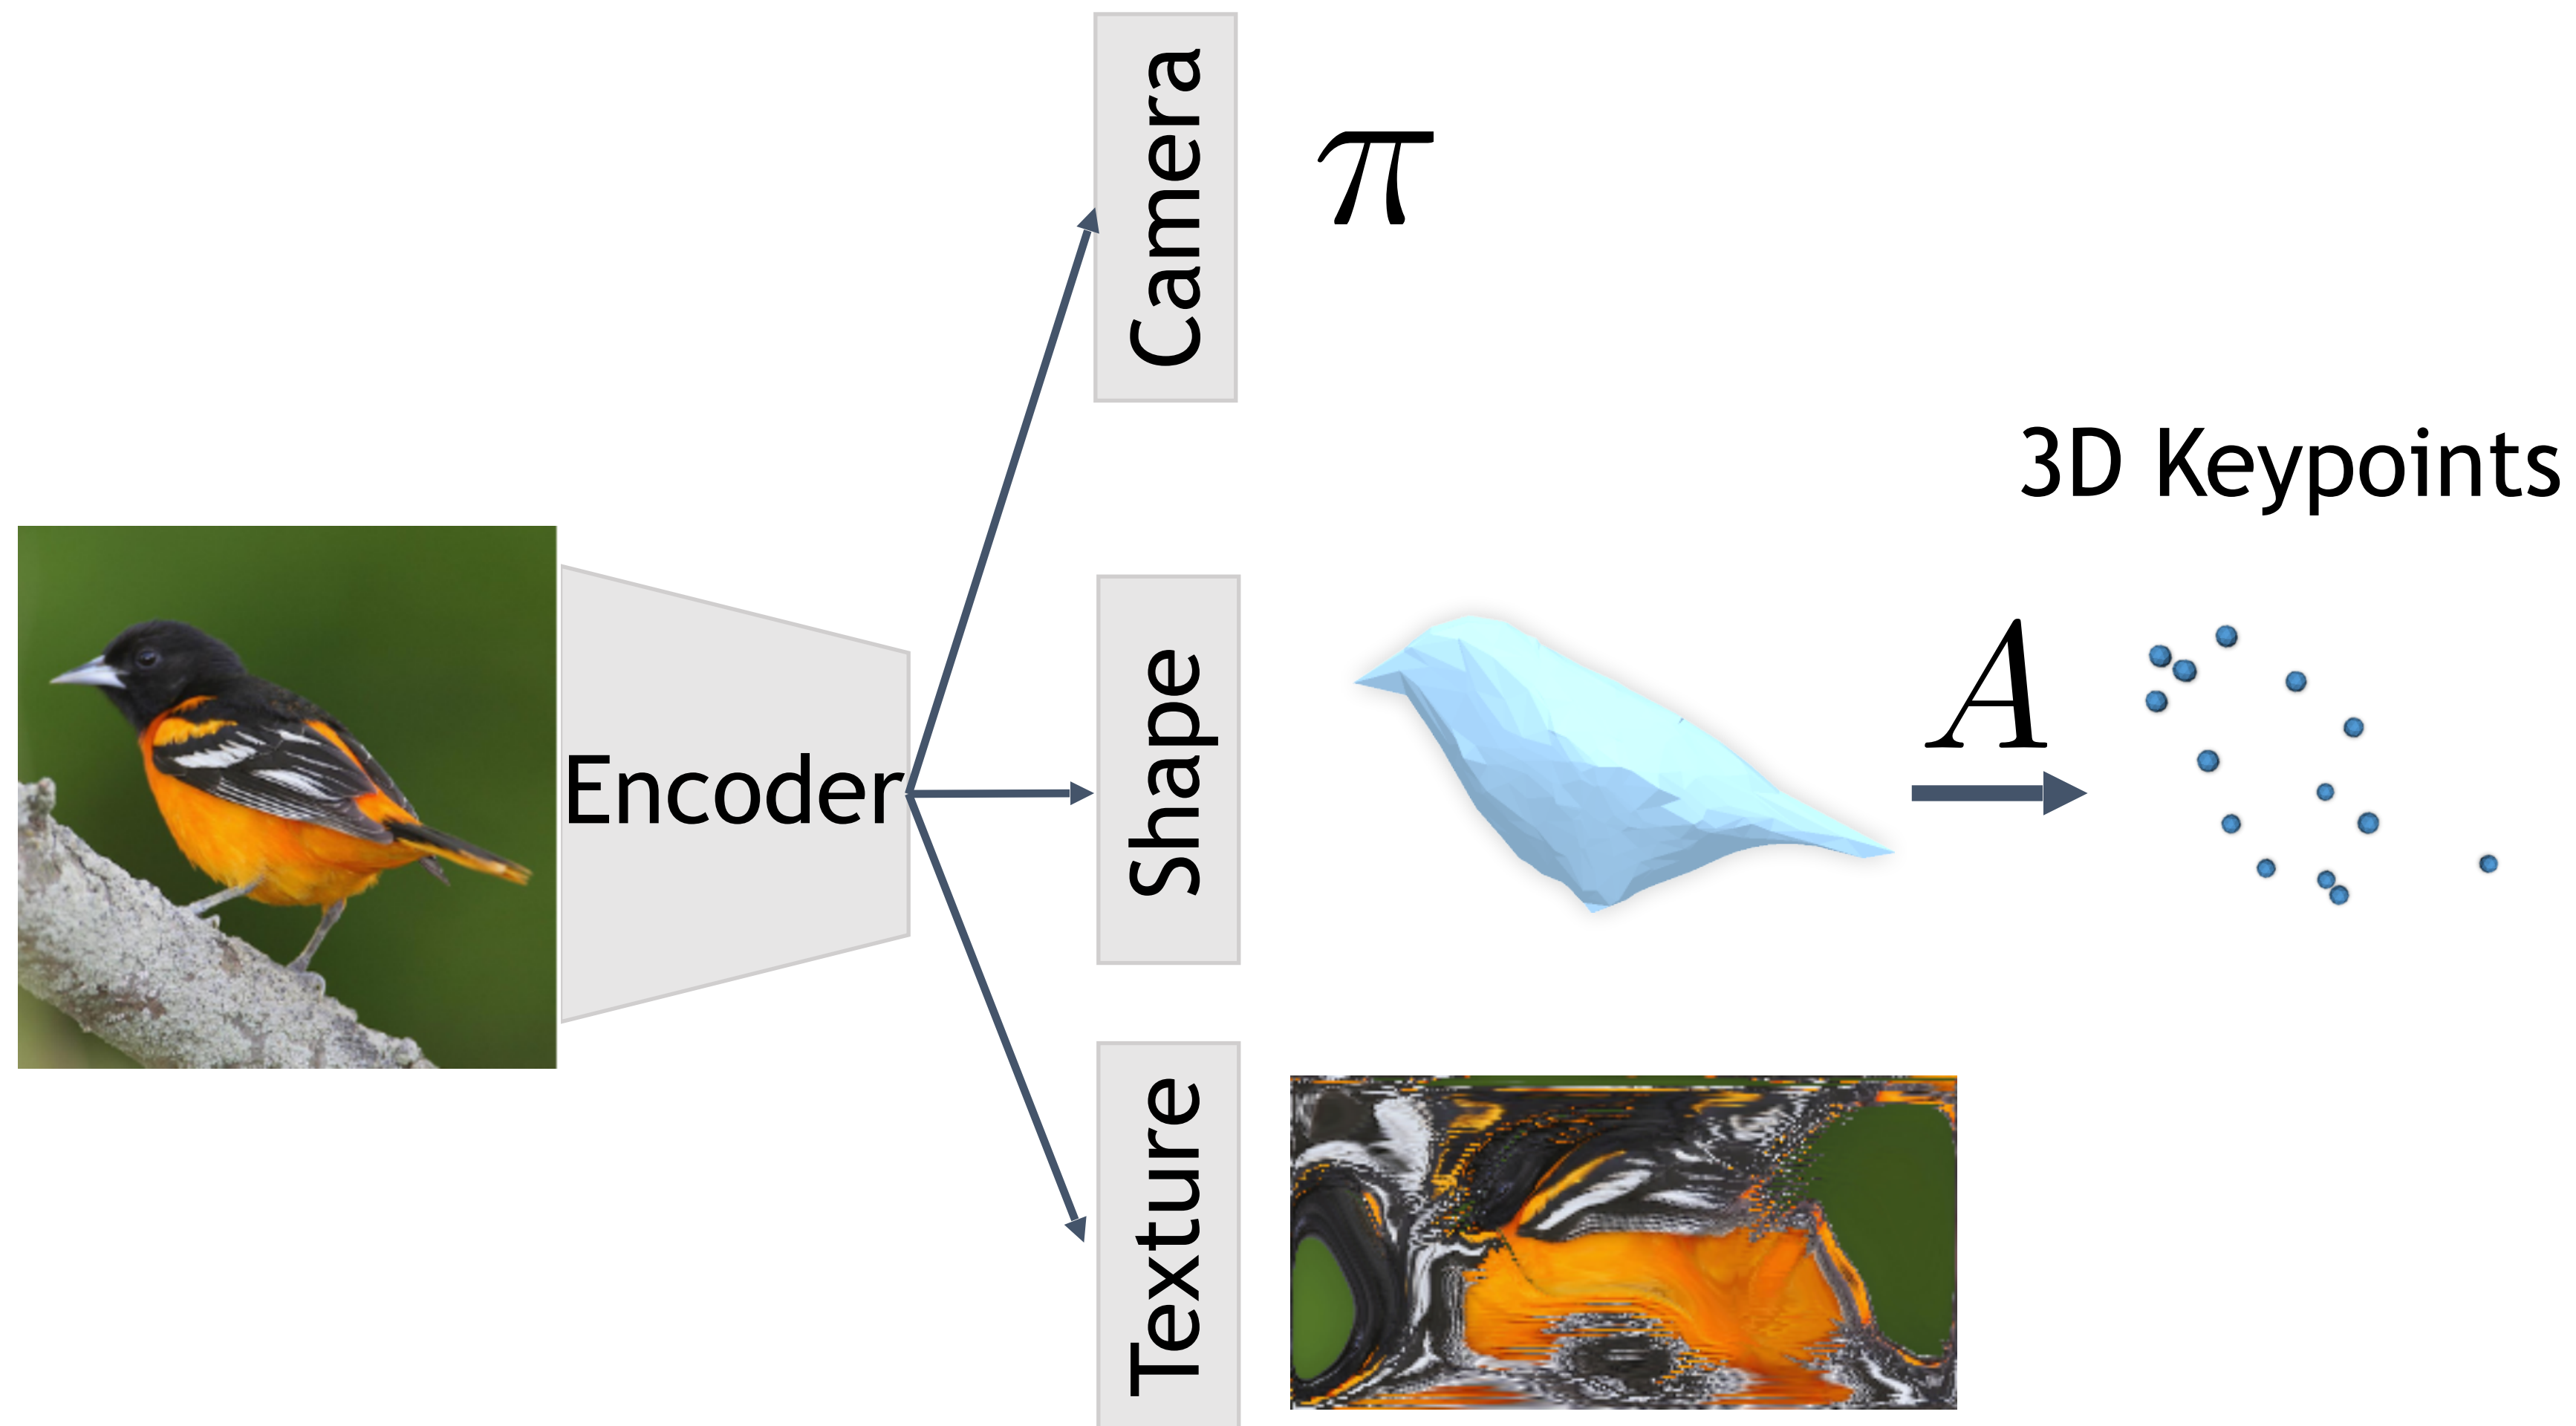 Camera
π
3D Keypoints
Encoder
Shape
A
Texture